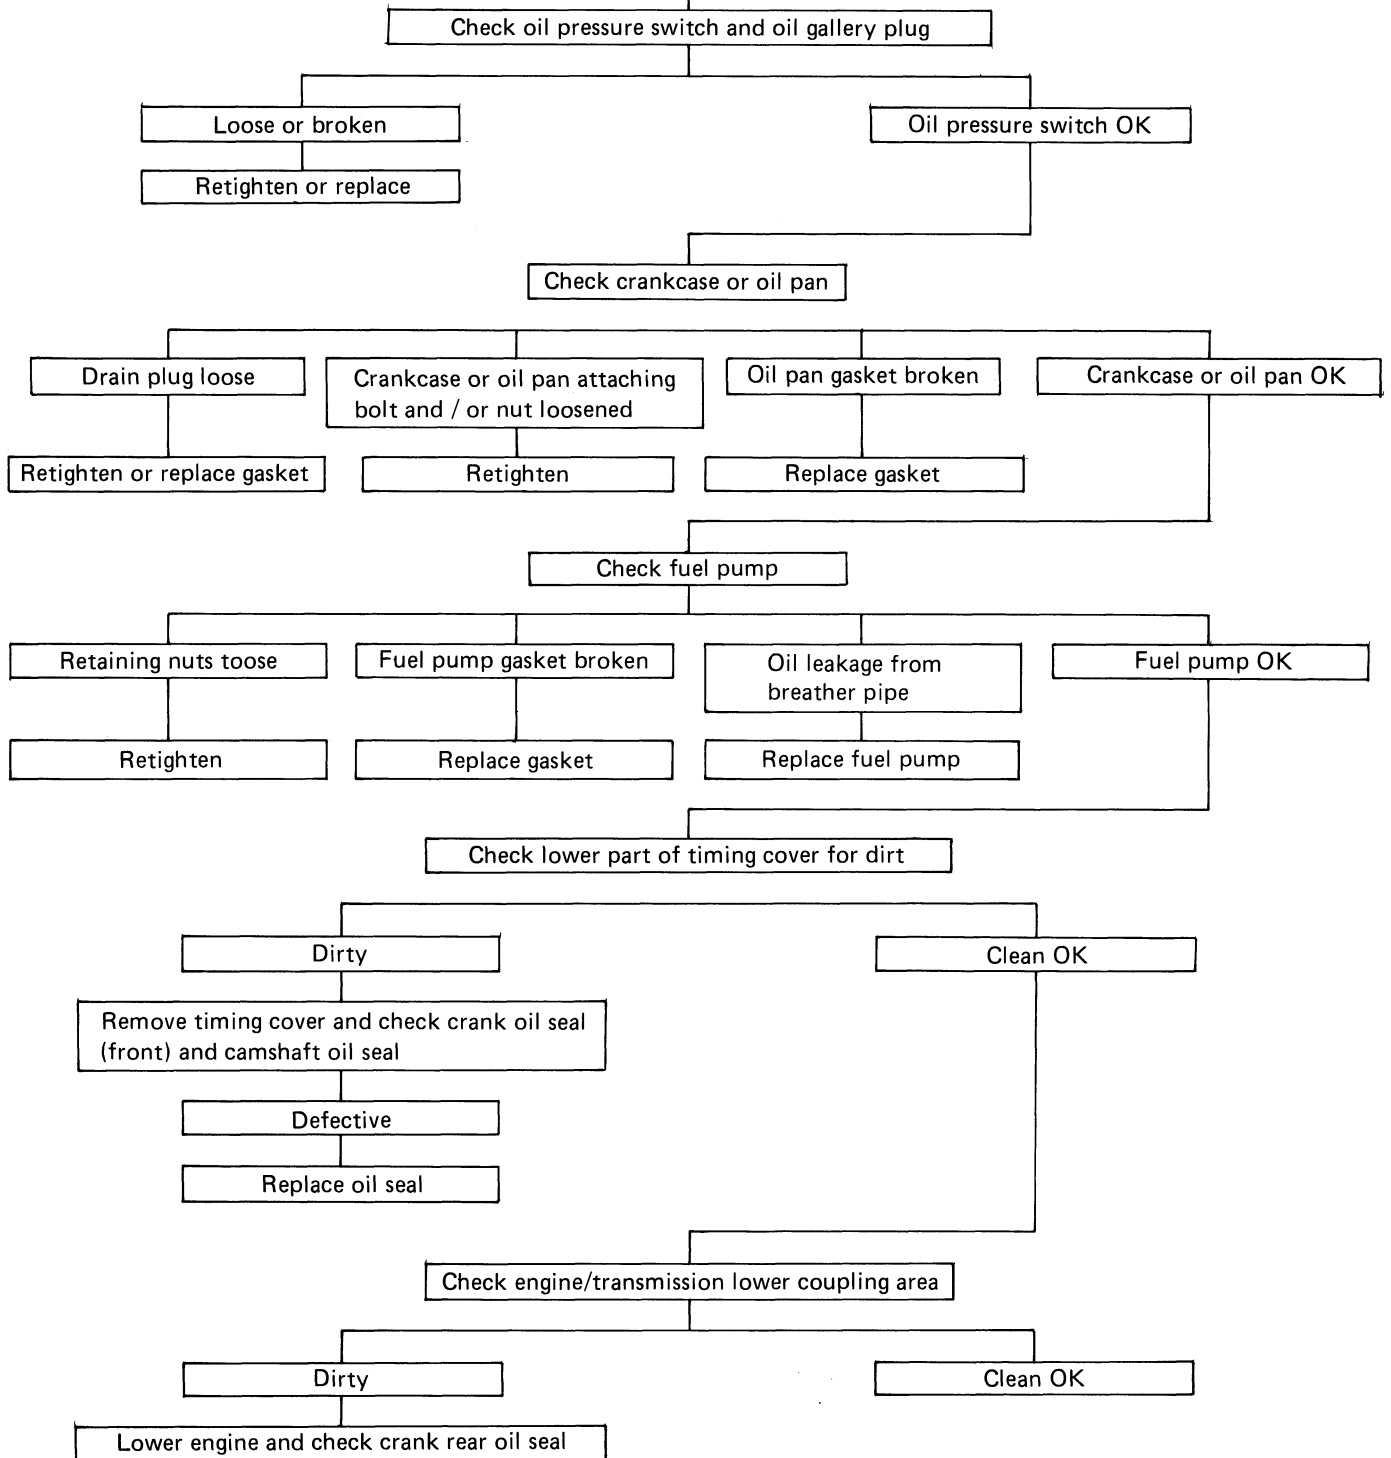 Check oil pressure switch and oil gallery plug
Loose or broken
Oil pressure switch OK
Retighten or replace
Check crankcase or oil pan
Drain plug loose
Crankcase or oil pan attaching
bolt and / or nut loosened
Oil pan gasket broken
Crankcase or oil pan OK
Retighten or replace gasket
Retighten
Replace gasket
Check fuel pump
Retaining nuts toose
Fuel pump gasket broken
Oil leakage from
breather pipe
Fuel pump OK
Retighten
Replace gasket
Replace fuel pump
Check lower part of timing cover for dirt
Dirty
Clean OK
Remove timing cover and check crank oil seal
(front) and camshaft oil seal
Defective
Replace oil seal
Check engine/transmission lower coupling area
Dirty
Clean OK
Lower engine and check crank rear oil seal